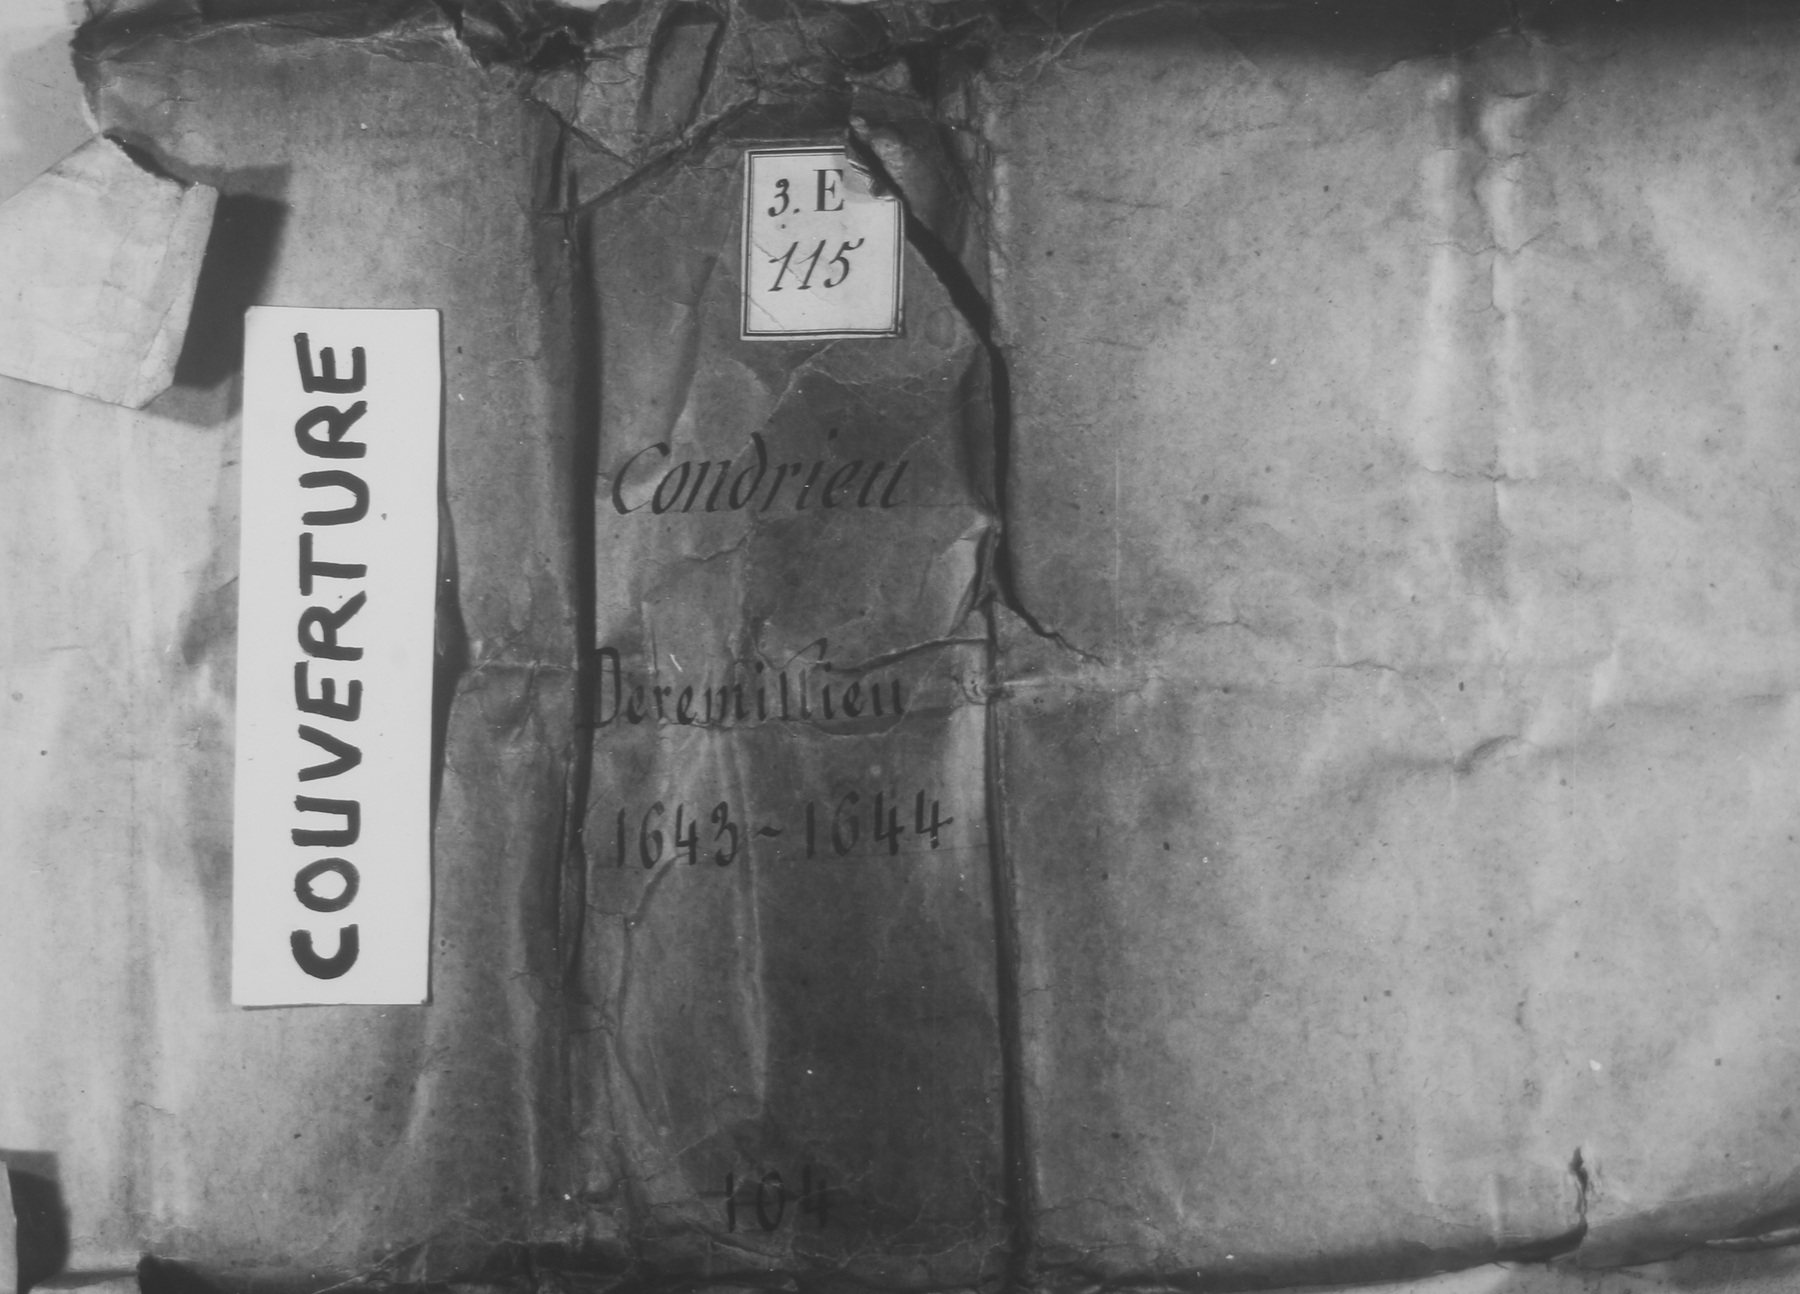 COUVERTURE
3. E
115
Condrieu
Deremillieu
1643 ~ 1644
104